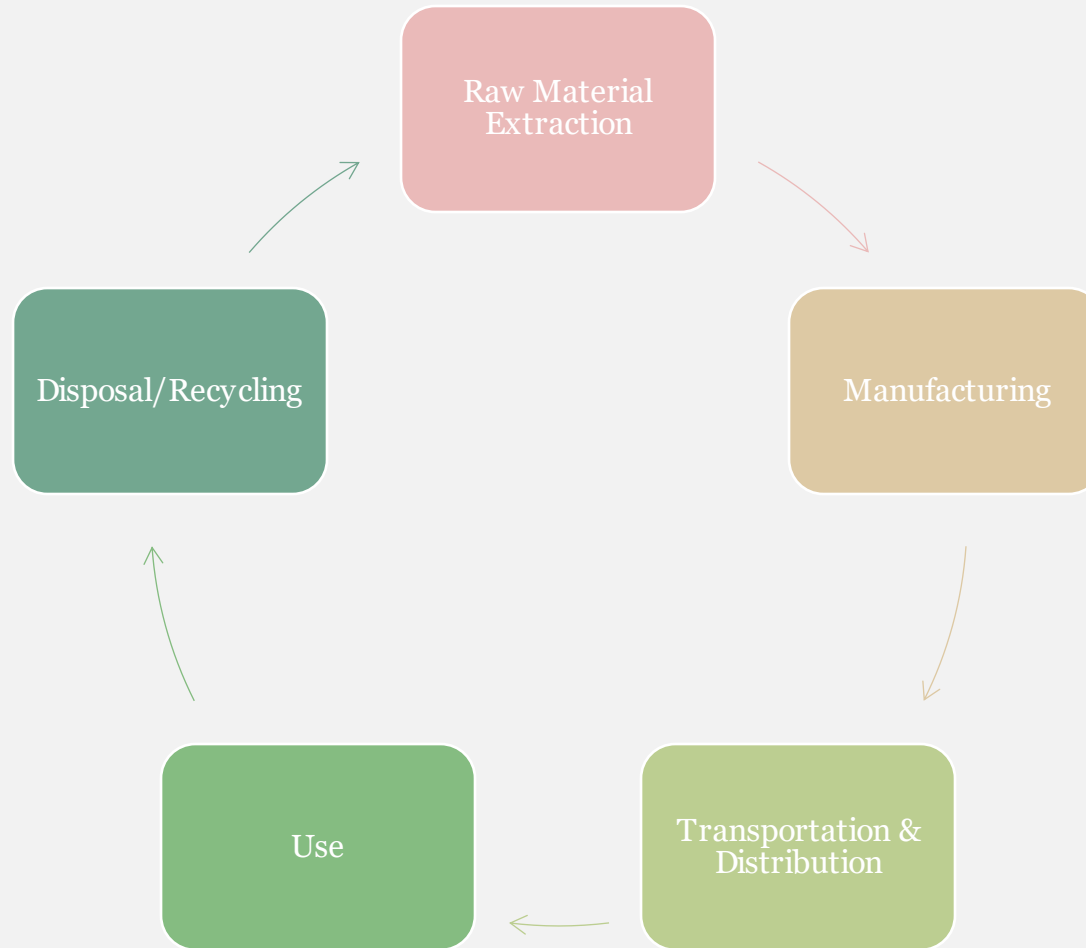 Raw Material
Extraction
Manufacturing
Transportation &
Distribution
Use
Disposal/Recycling